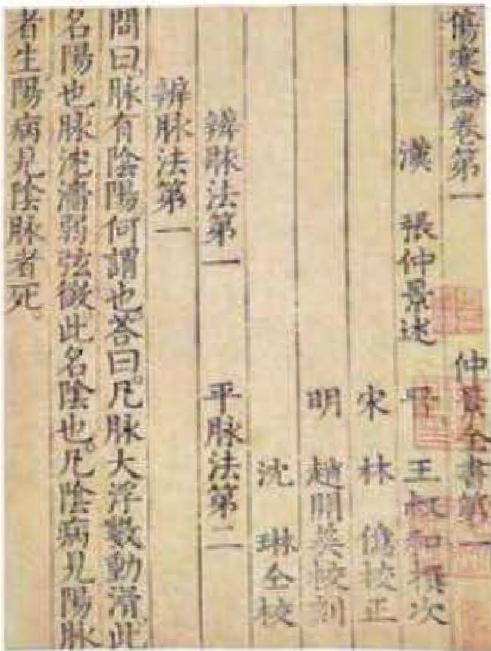 傷寒論卷第一 仲景全書第一
漢 張仲景述 晉 王叔和撰次
宋 林億校正
明 趙開美校刻
沈琳仝校
辨脉法第一 平脉法第二
辨脉法第一
問曰。脉有陰陽。何謂也。答曰。凡脉大浮數動滑。此
名陽也。脉沈濇弱弦微。此名陰也。凡陰病見陽脉
者生。陽病見陰脉者死。